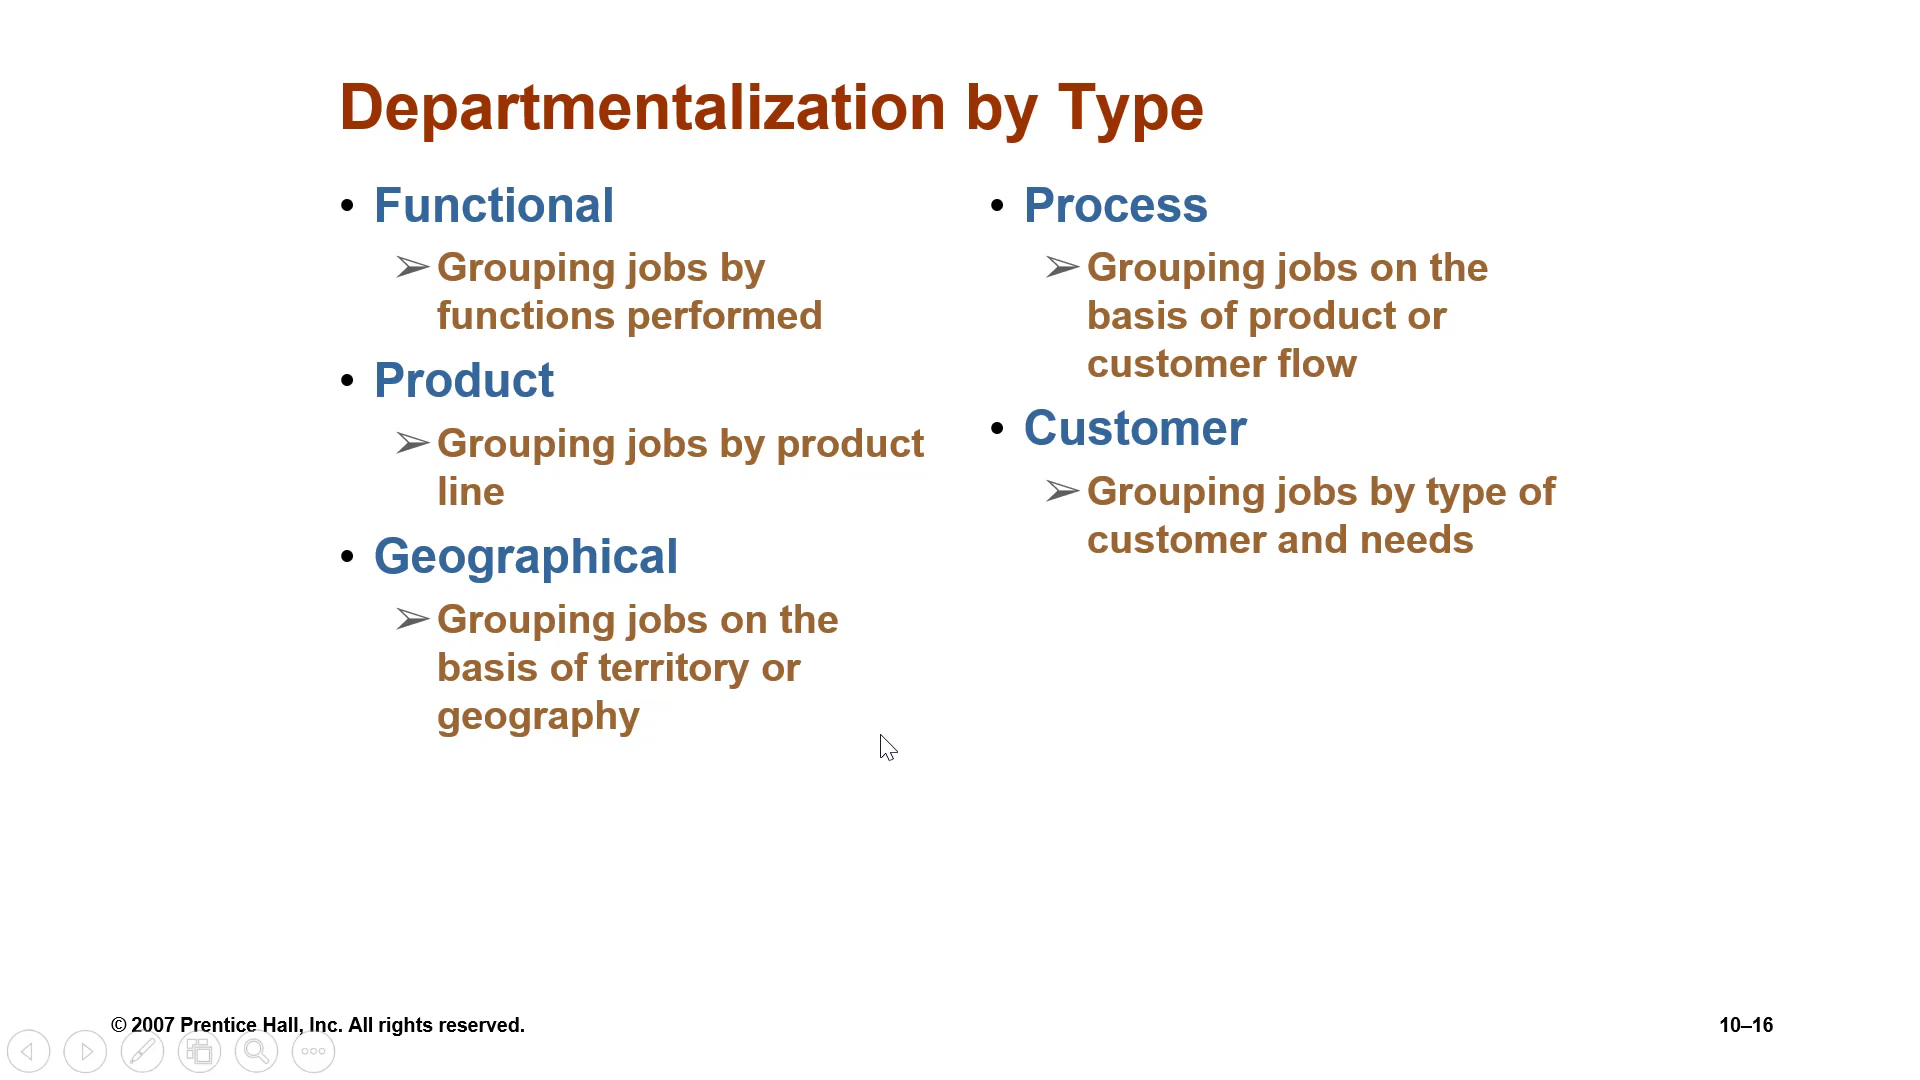 Departmentalization by Type
• Functional
➢ Grouping jobs by
functions performed
• Product
➢ Grouping jobs by product
line
• Geographical
➢ Grouping jobs on the
basis of territory or
geography
• Process
➢ Grouping jobs on the
basis of product or
customer flow
• Customer
➢ Grouping jobs by type of
customer and needs
© 2007 Prentice Hall, Inc. All rights reserved.
10–16